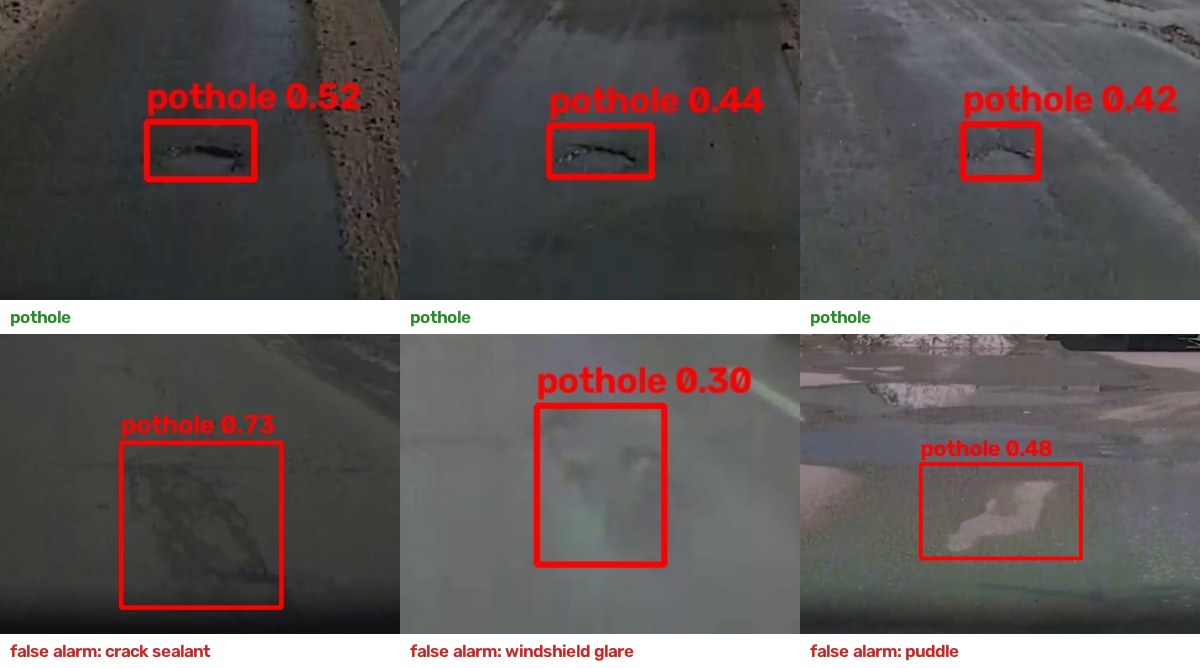 pothole 0.52
pothole 0.44
pothole 0.42
pothole
pothole
pothole
pothole 0.73
pothole 0.30
pothole 0.48
false alarm: crack sealant
false alarm: windshield glare
false alarm: puddle